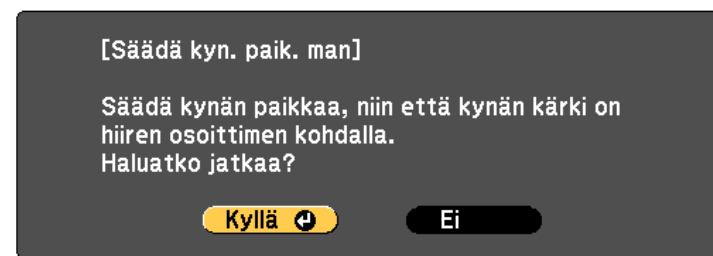 [Säädä kyn. paik. man]
Säädä kynän paikkaa, niin että kynän kärki on
hiiren osoittimen kohdalla.
Haluatko jatkaa?
Kyllä Ei